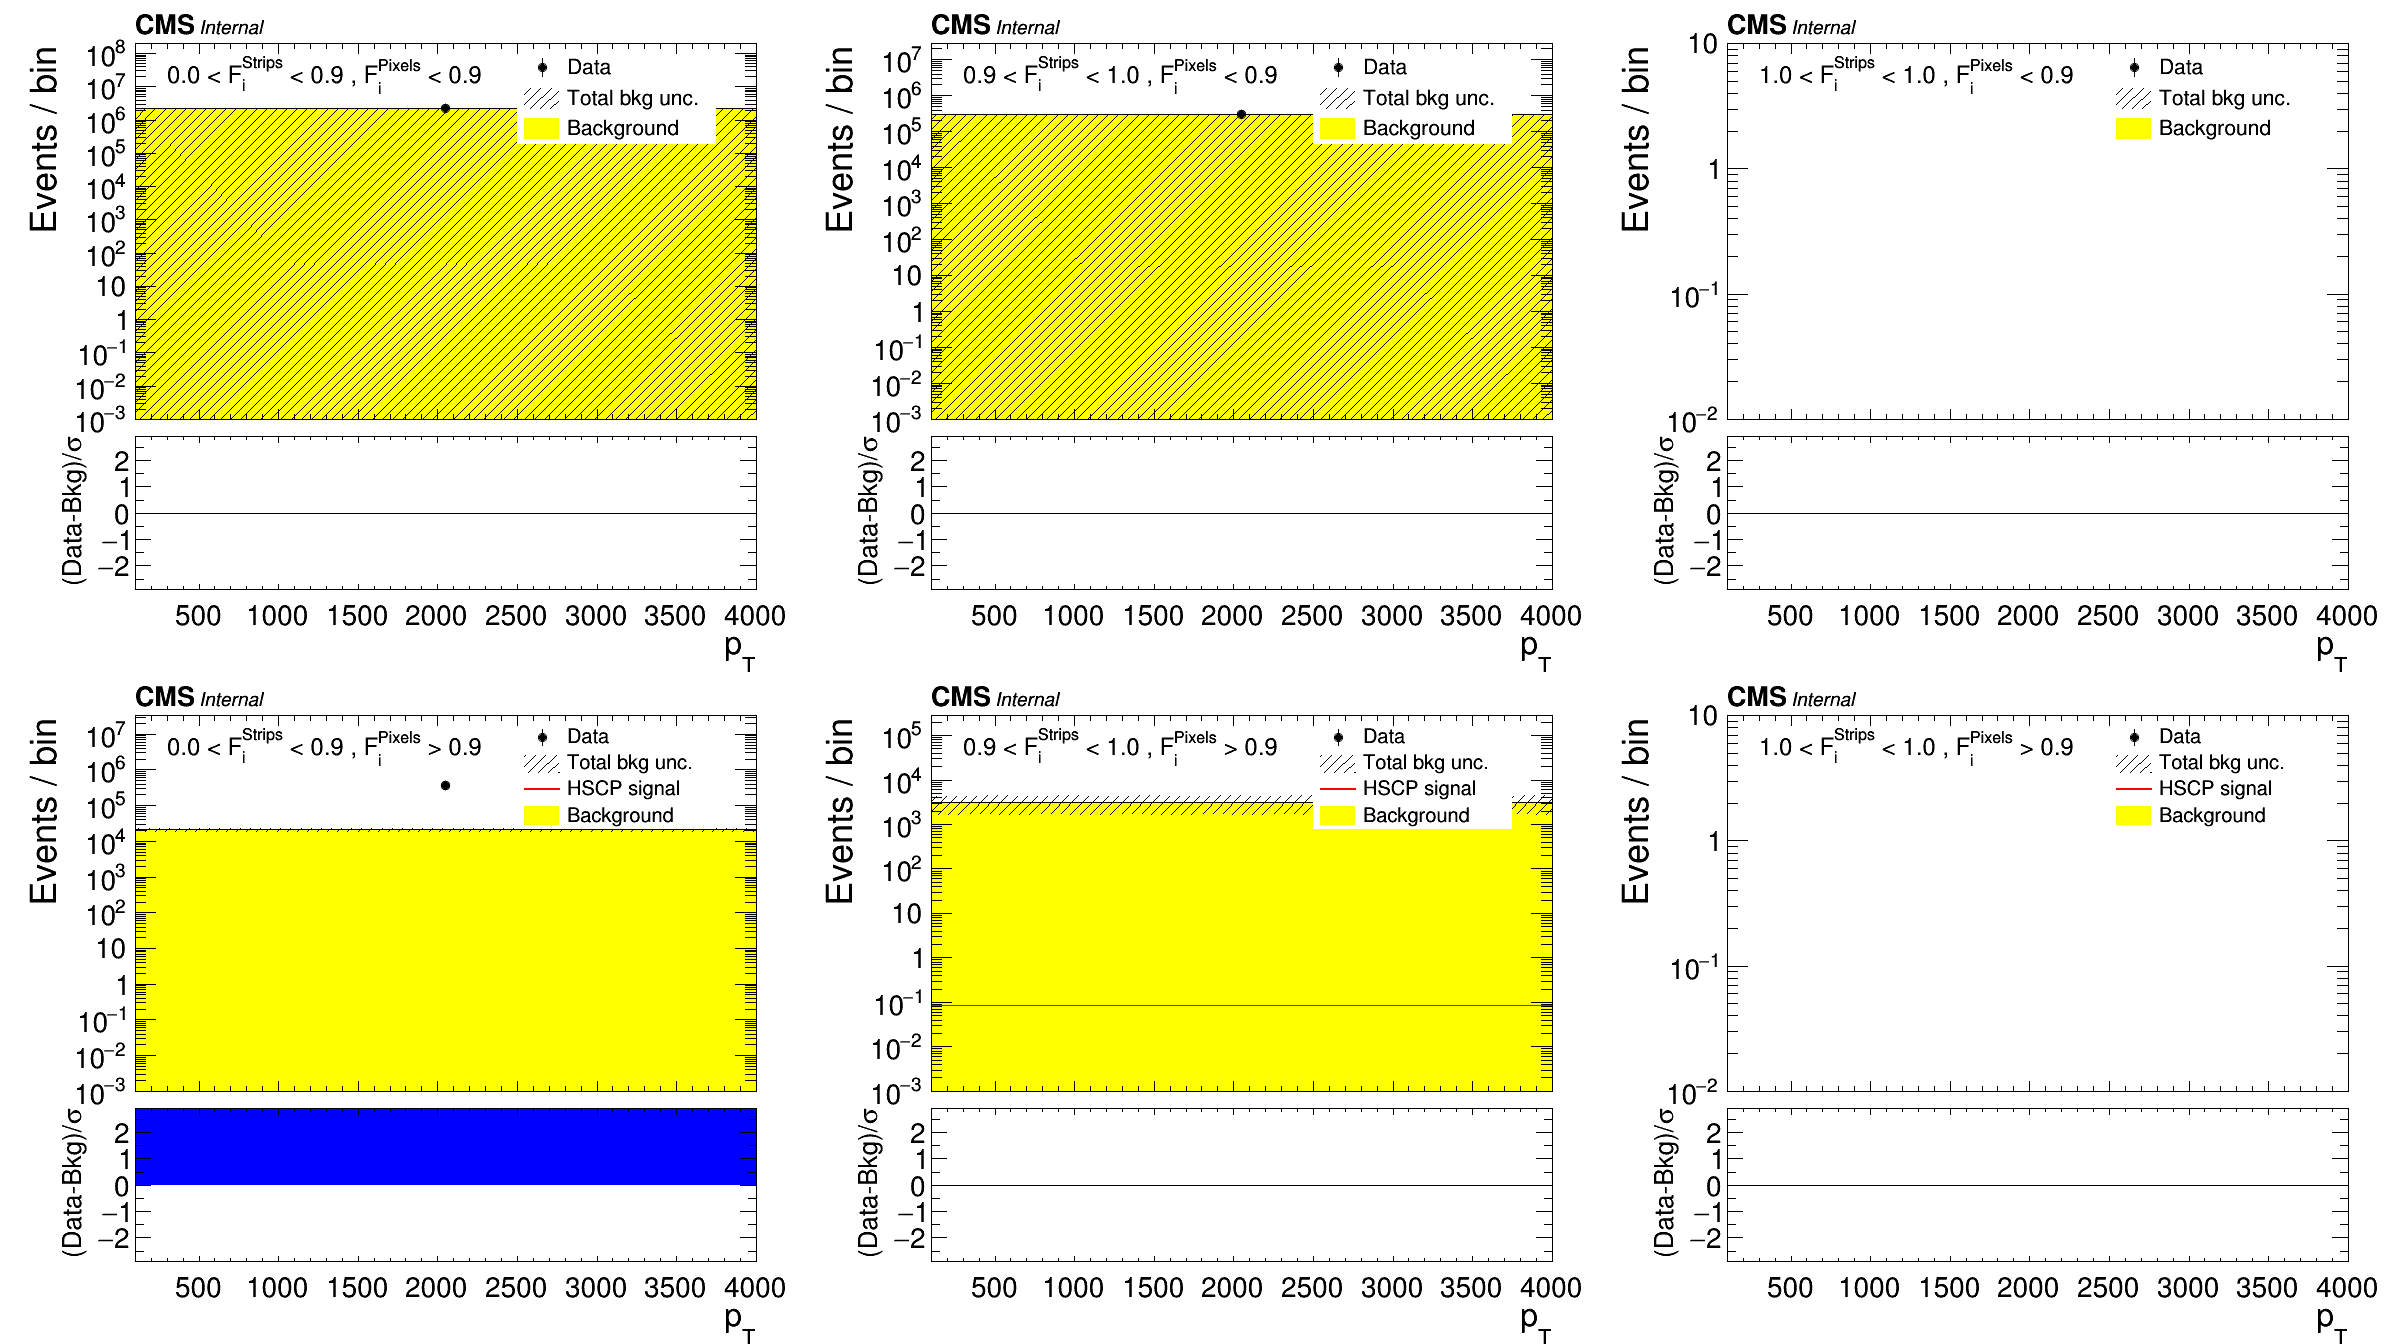 CMS Internal
Events / bin
10^8
10^7
10^6
10^5
10^4
10^3
10^2
10
1
10^−1
10^−2
10^−3
0.0 < F_i^Strips < 0.9 , F_i^Pixels < 0.9
Data
Total bkg unc.
Background
(Data-Bkg)/σ
2
1
0
−1
−2
500 1000 1500 2000 2500 3000 3500 4000
p_T
CMS Internal
Events / bin
10^7
10^6
10^5
10^4
10^3
10^2
10
1
10^−1
10^−2
10^−3
0.9 < F_i^Strips < 1.0 , F_i^Pixels < 0.9
Data
Total bkg unc.
Background
(Data-Bkg)/σ
2
1
0
−1
−2
500 1000 1500 2000 2500 3000 3500 4000
p_T
CMS Internal
Events / bin
10
1
10^−1
10^−2
1.0 < F_i^Strips < 1.0 , F_i^Pixels < 0.9
Data
Total bkg unc.
Background
(Data-Bkg)/σ
2
1
0
−1
−2
500 1000 1500 2000 2500 3000 3500 4000
p_T
CMS Internal
Events / bin
10^7
10^6
10^5
10^4
10^3
10^2
10
1
10^−1
10^−2
10^−3
0.0 < F_i^Strips < 0.9 , F_i^Pixels > 0.9
Data
Total bkg unc.
HSCP signal
Background
(Data-Bkg)/σ
2
1
0
−1
−2
500 1000 1500 2000 2500 3000 3500 4000
p_T
CMS Internal
Events / bin
10^5
10^4
10^3
10^2
10
1
10^−1
10^−2
10^−3
0.9 < F_i^Strips < 1.0 , F_i^Pixels > 0.9
Data
Total bkg unc.
HSCP signal
Background
(Data-Bkg)/σ
2
1
0
−1
−2
500 1000 1500 2000 2500 3000 3500 4000
p_T
CMS Internal
Events / bin
10
1
10^−1
10^−2
1.0 < F_i^Strips < 1.0 , F_i^Pixels > 0.9
Data
Total bkg unc.
HSCP signal
Background
(Data-Bkg)/σ
2
1
0
−1
−2
500 1000 1500 2000 2500 3000 3500 4000
p_T